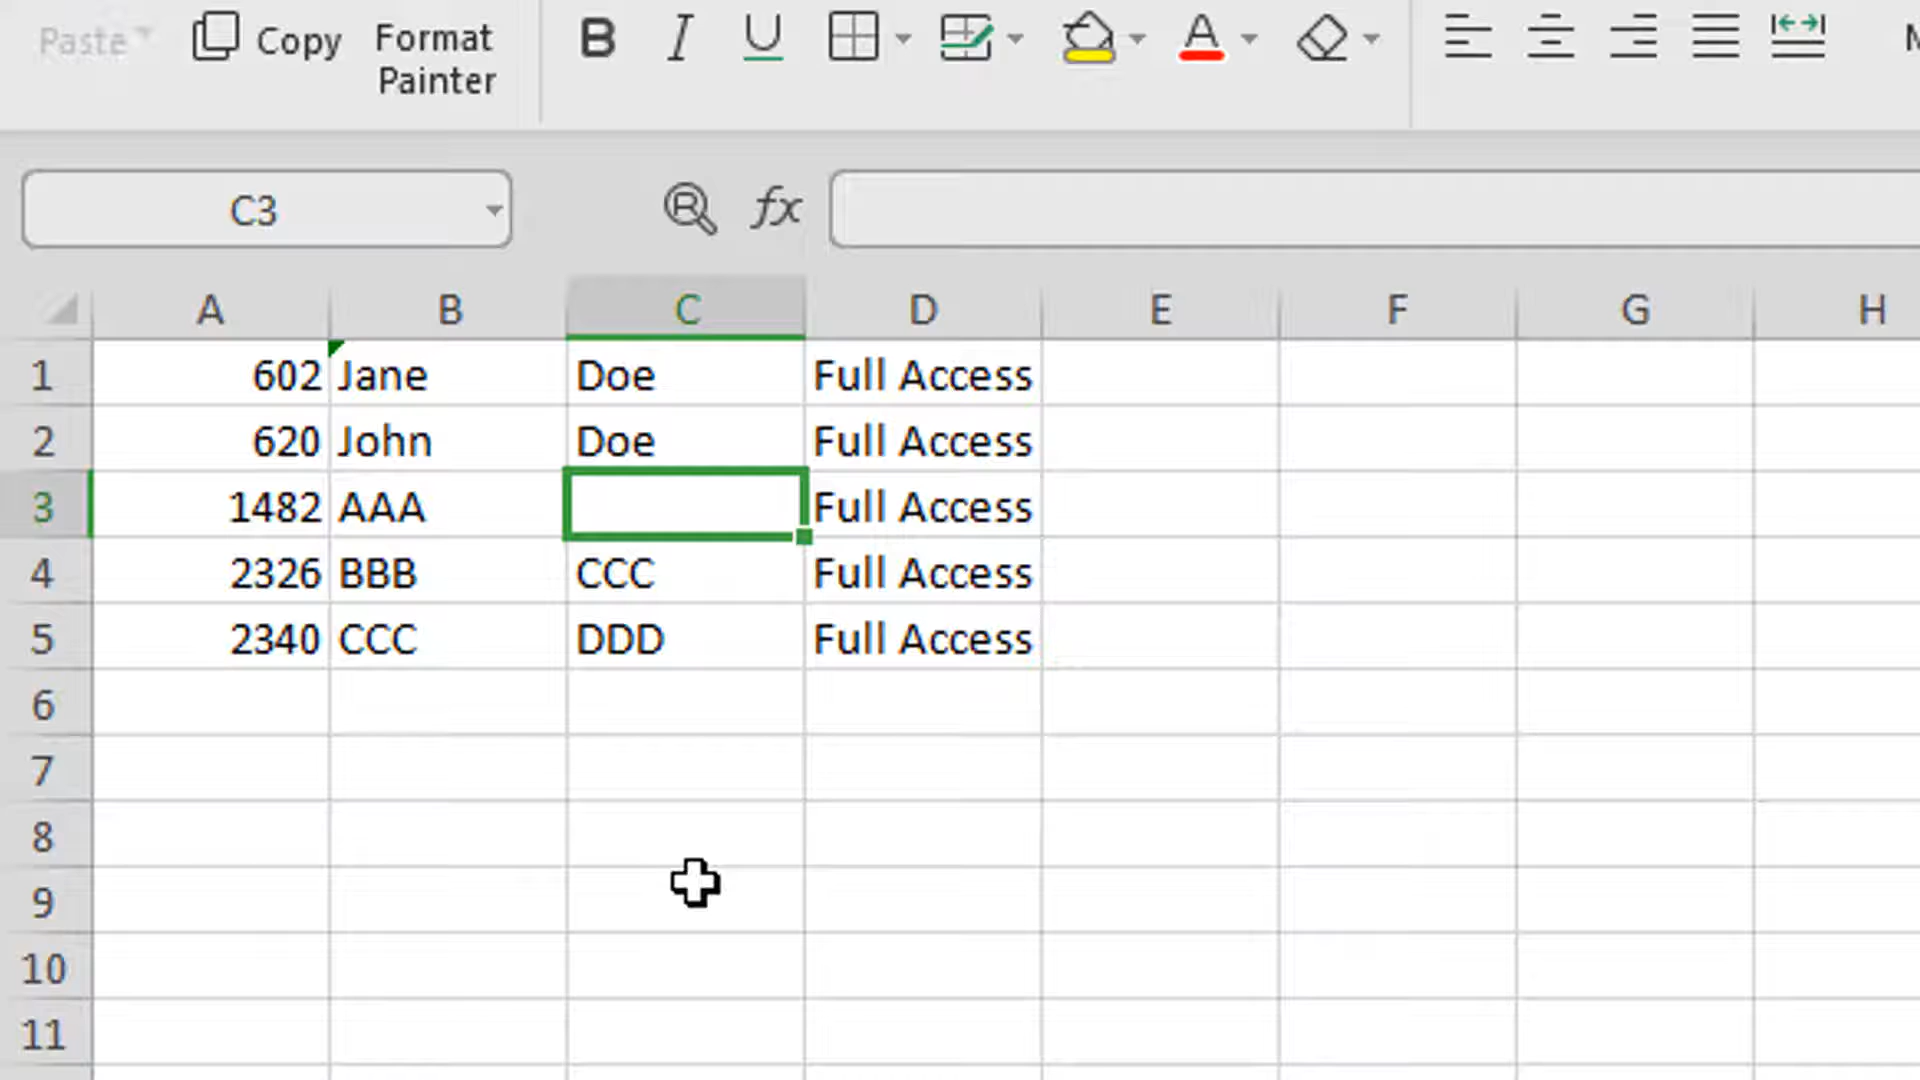 Paste Copy Format Painter B I U A M
C3 fx
A B C D E F G H
1 602 Jane Doe Full Access
2 620 John Doe Full Access
3 1482 AAA Full Access
4 2326 BBB CCC Full Access
5 2340 CCC DDD Full Access
6
7
8
9
10
11